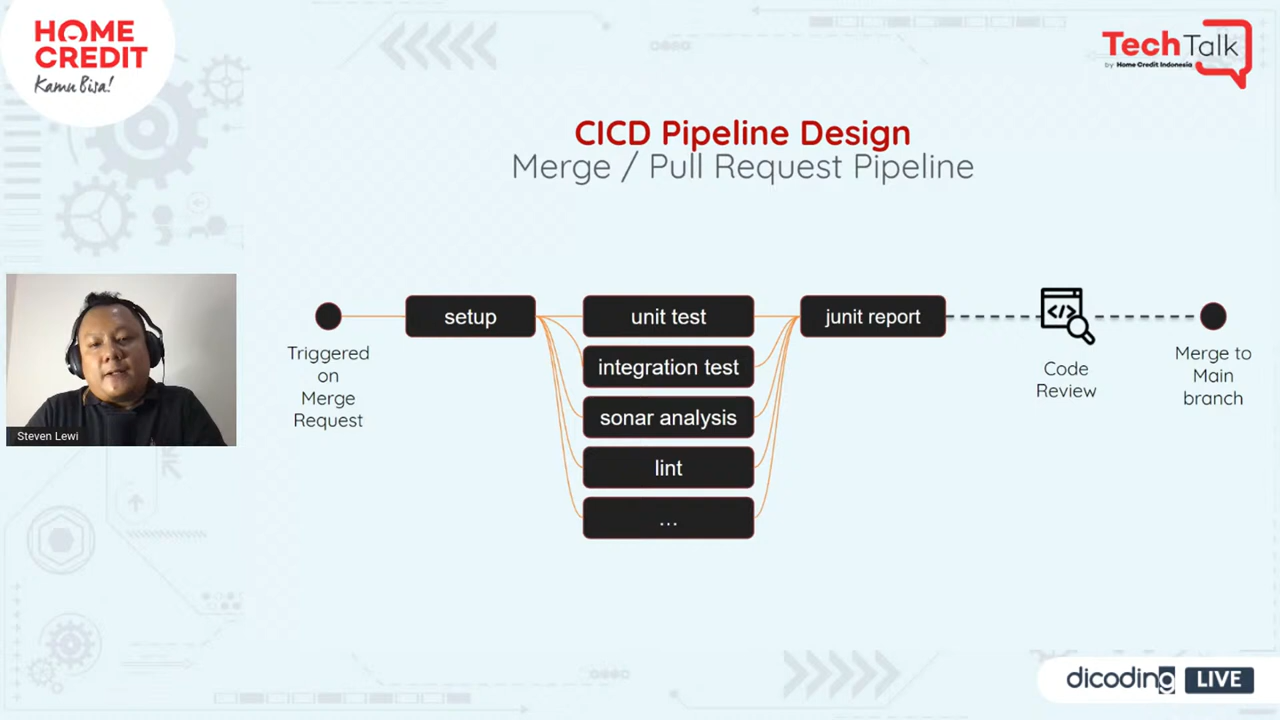 HOME
CREDIT
Kamu Bisa!
TechTalk
by Home Credit Indonesia
CICD Pipeline Design
Merge / Pull Request Pipeline
Triggered
on
Merge
Request
setup
unit test
integration test
sonar analysis
lint
...
junit report
</>
Code
Review
Merge to
Main
branch
Steven Lewi
dicoding LIVE